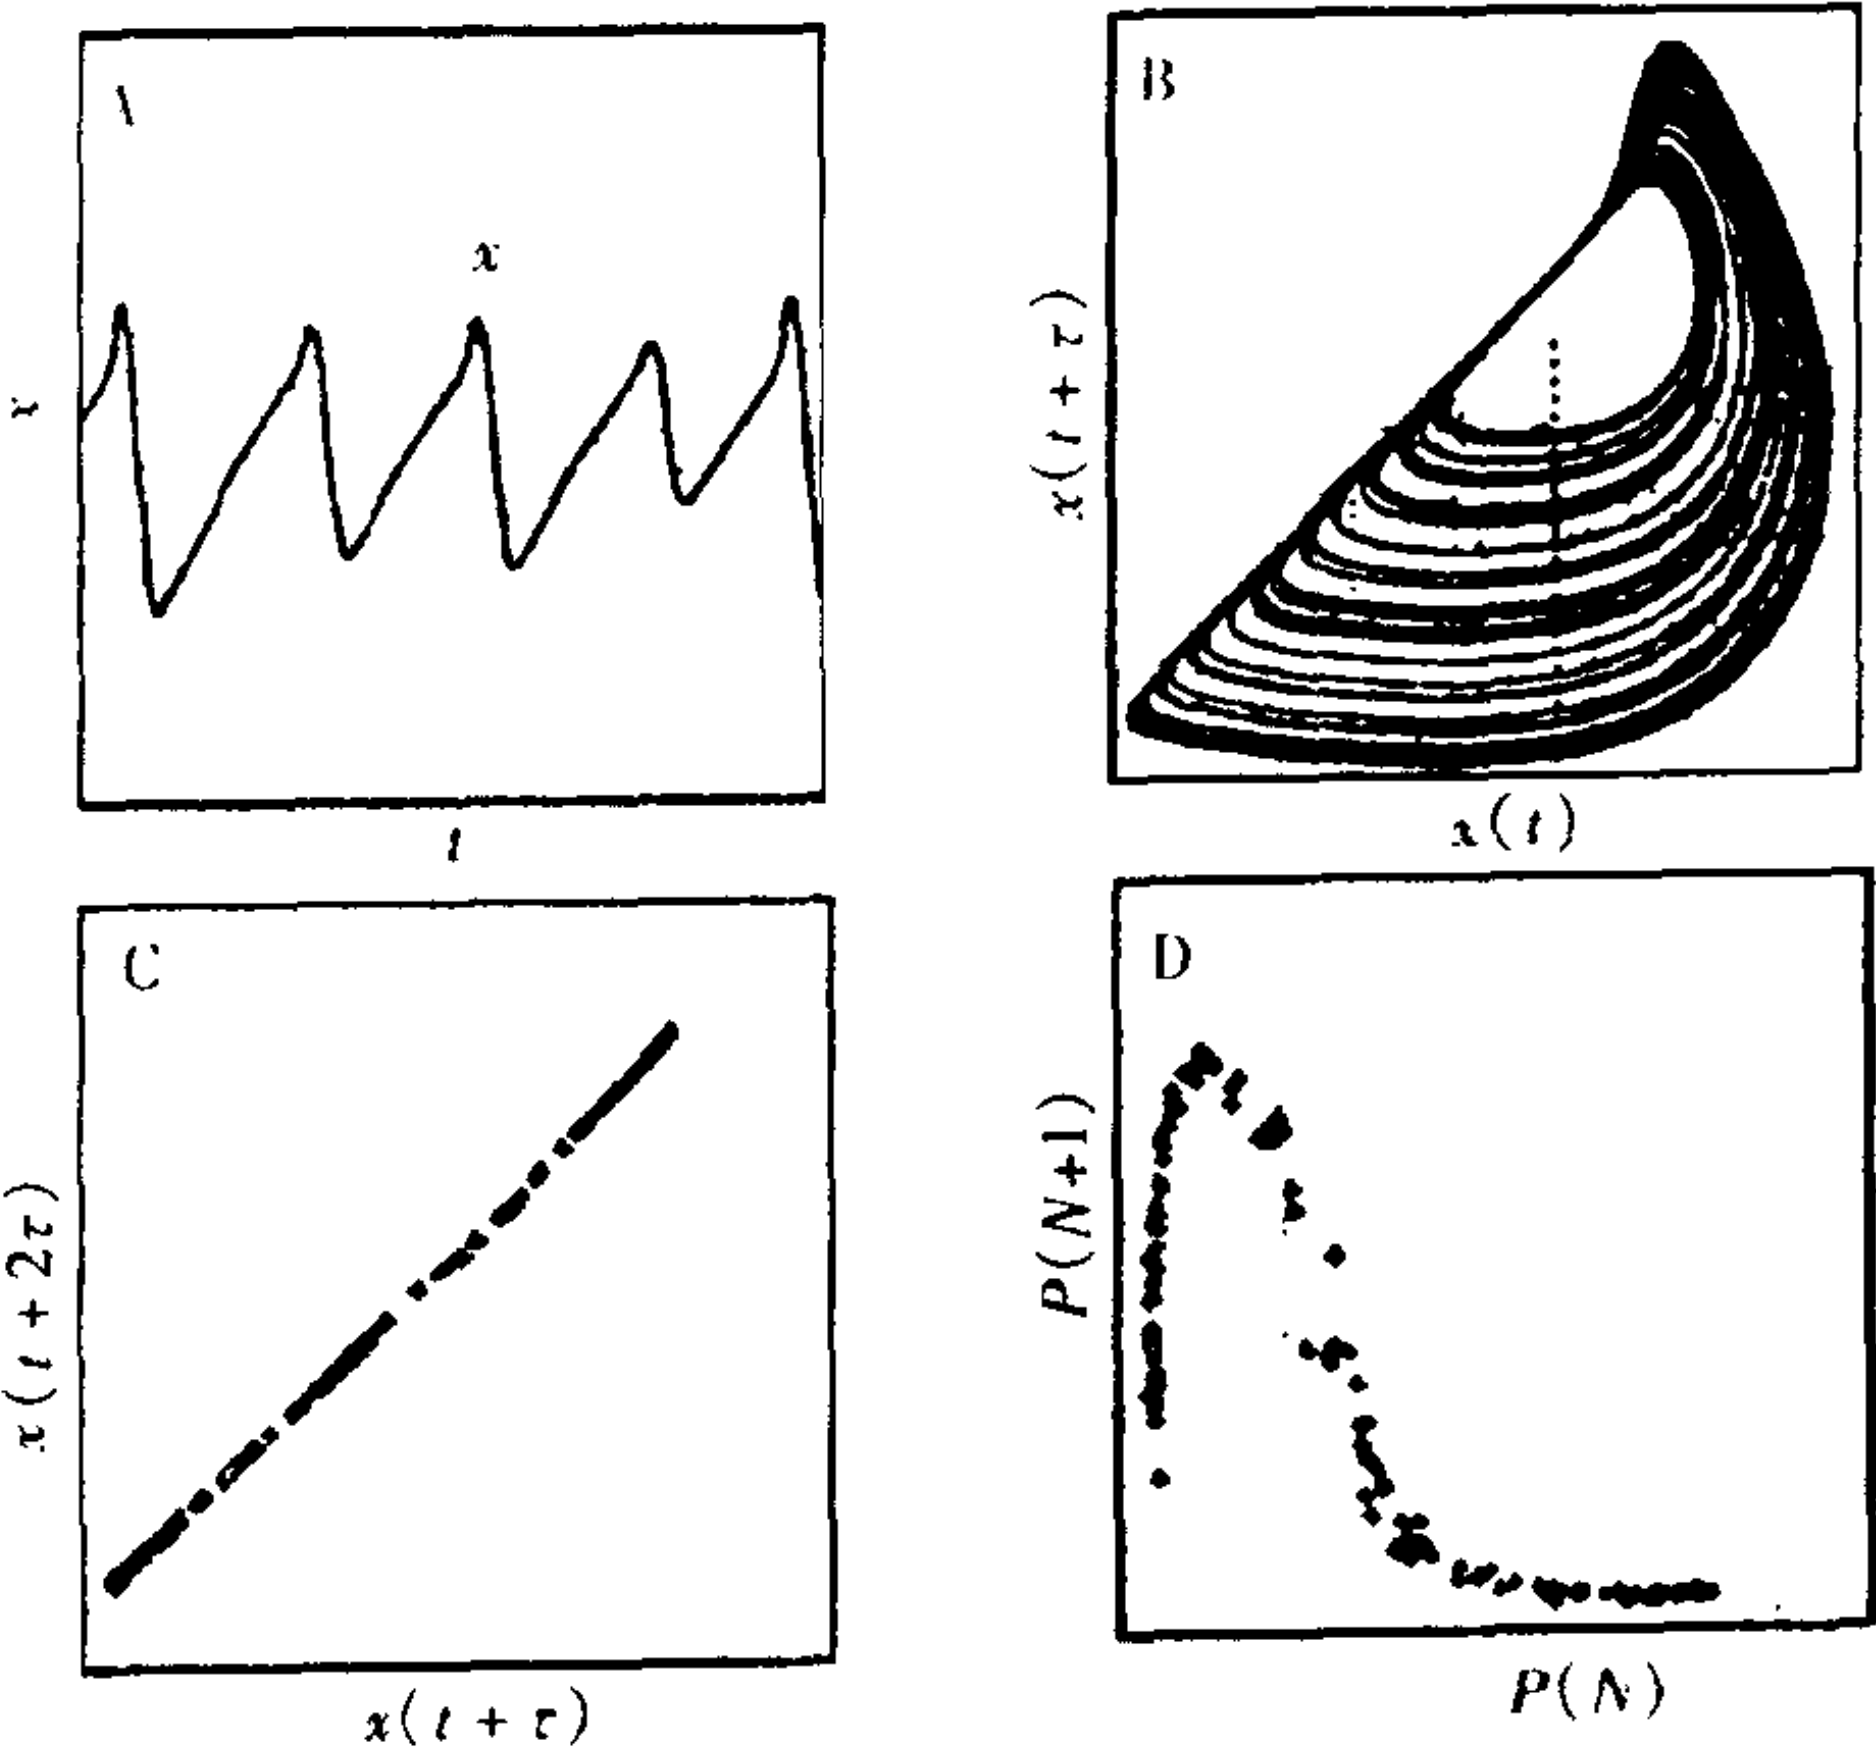 x
x
t
B
x(t+τ)
x(t)
C
x(t+2τ)
x(t+τ)
D
P(N+1)
P(N)